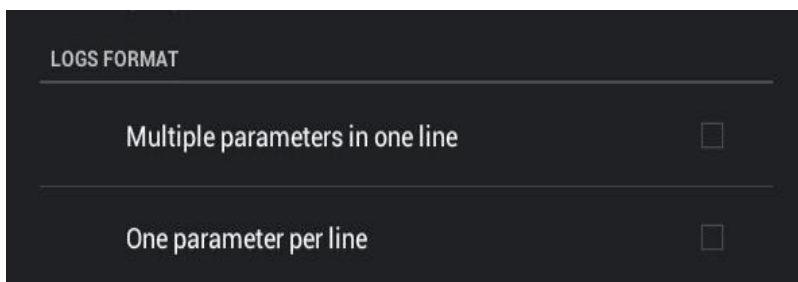 LOGS FORMAT
Multiple parameters in one line
One parameter per line